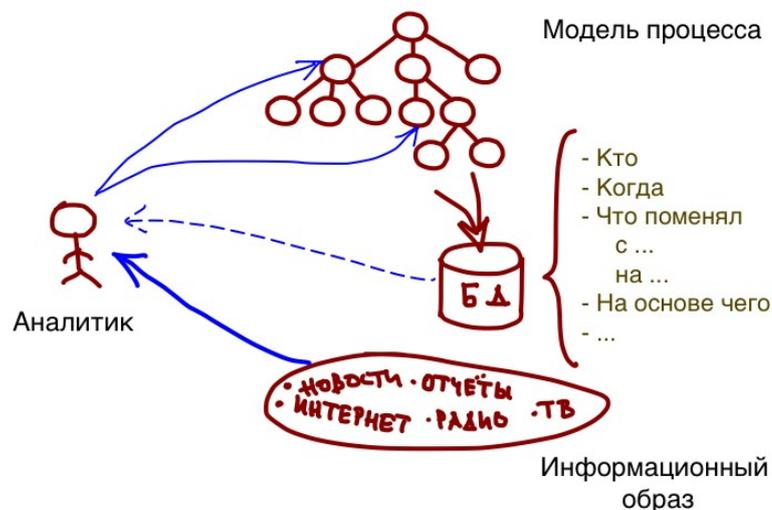 Модель процесса
- Кто
- Когда
- Что поменял
с ...
на ...
- На основе чего
- ...
БД
Аналитик
• НОВОСТИ • ОТЧЁТЫ
• ИНТЕРНЕТ • РАДИО • ТВ
Информационный
образ